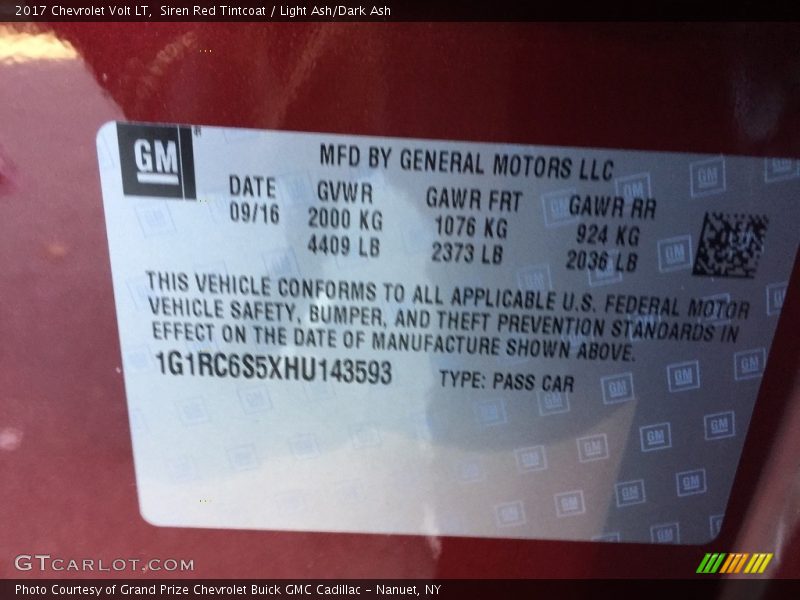 2017 Chevrolet Volt LT, Siren Red Tintcoat / Light Ash/Dark Ash
GM
MFD BY GENERAL MOTORS LLC
DATE GVWR GAWR FRT GAWR RR
09/16 2000 KG 1076 KG 924 KG
4409 LB 2373 LB 2036 LB
THIS VEHICLE CONFORMS TO ALL APPLICABLE U.S. FEDERAL MOTOR
VEHICLE SAFETY, BUMPER, AND THEFT PREVENTION STANDARDS IN
EFFECT ON THE DATE OF MANUFACTURE SHOWN ABOVE.
1G1RC6S5XHU143593 TYPE: PASS CAR
GTCARLOT.COM
Photo Courtesy of Grand Prize Chevrolet Buick GMC Cadillac - Nanuet, NY